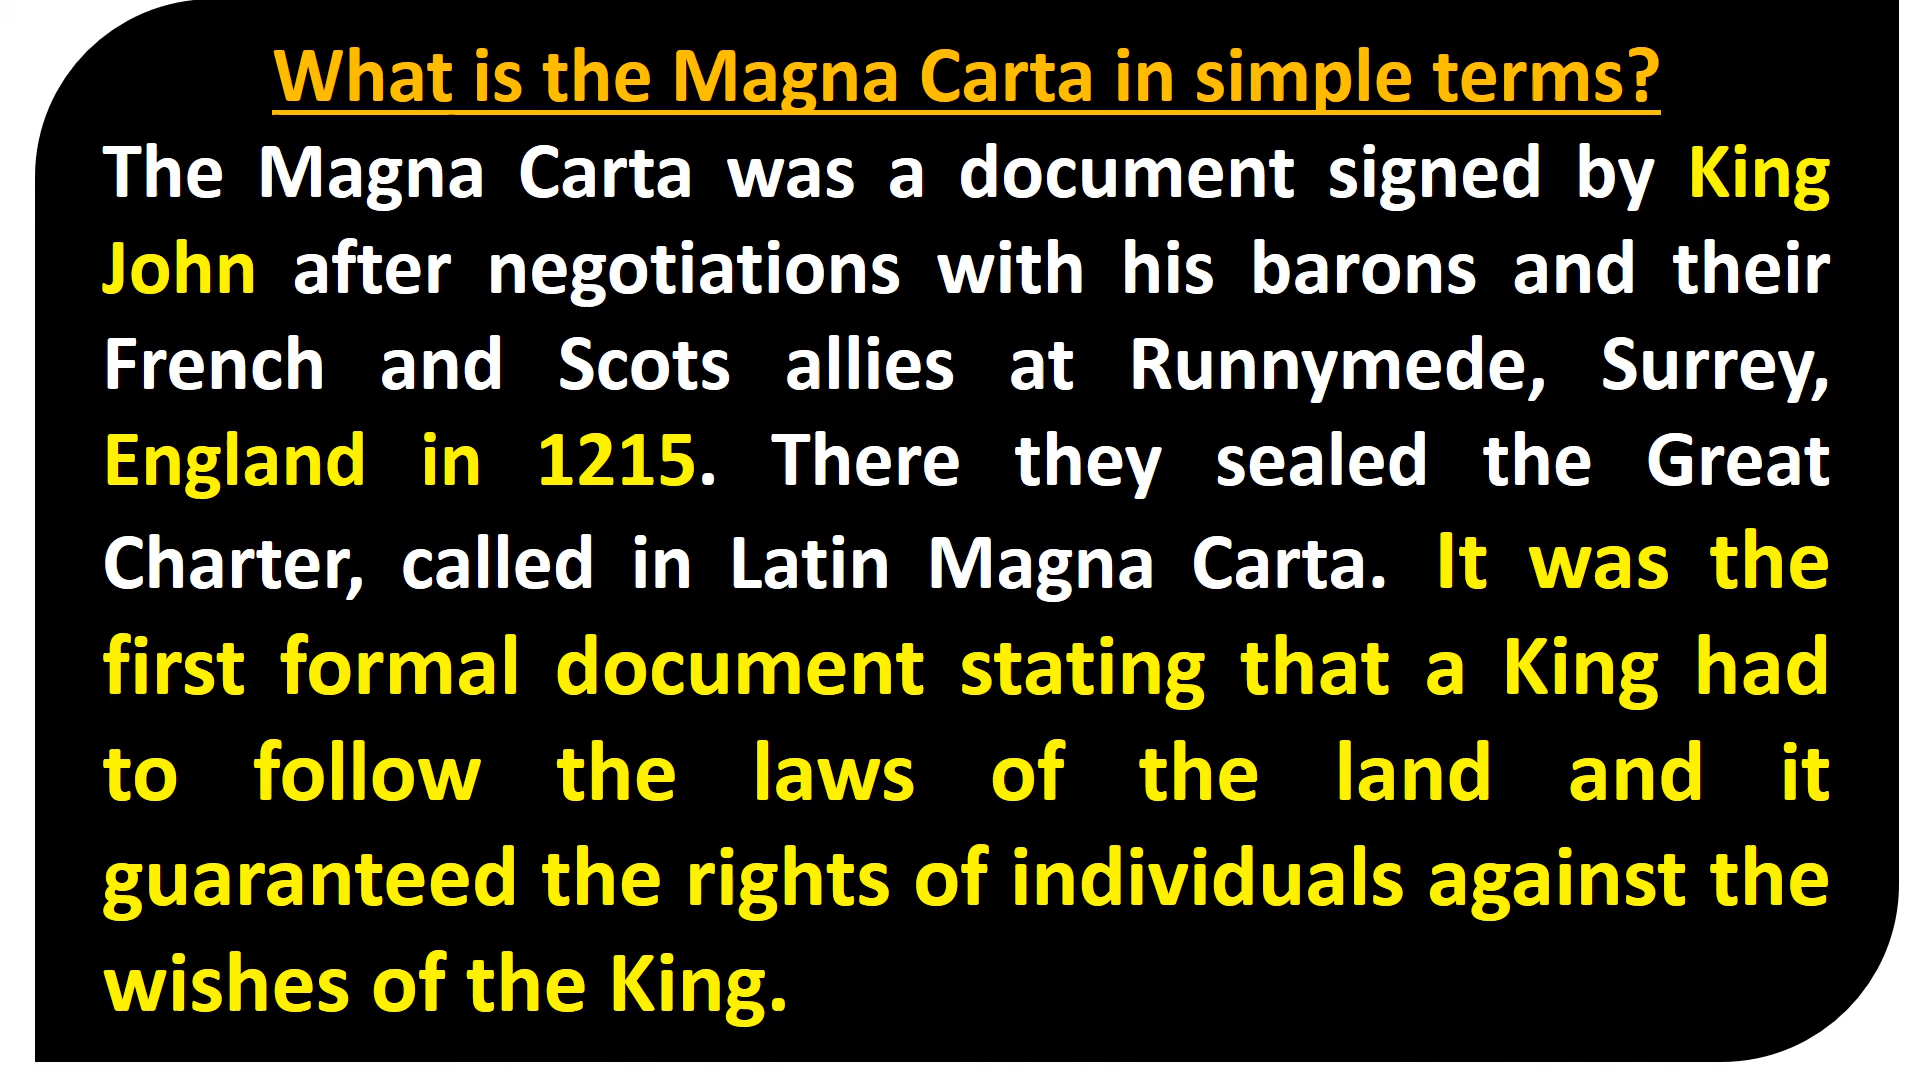 What is the Magna Carta in simple terms?
The Magna Carta was a document signed by King
John after negotiations with his barons and their
French and Scots allies at Runnymede, Surrey,
England in 1215. There they sealed the Great
Charter, called in Latin Magna Carta. It was the
first formal document stating that a King had
to follow the laws of the land and it
guaranteed the rights of individuals against the
wishes of the King.